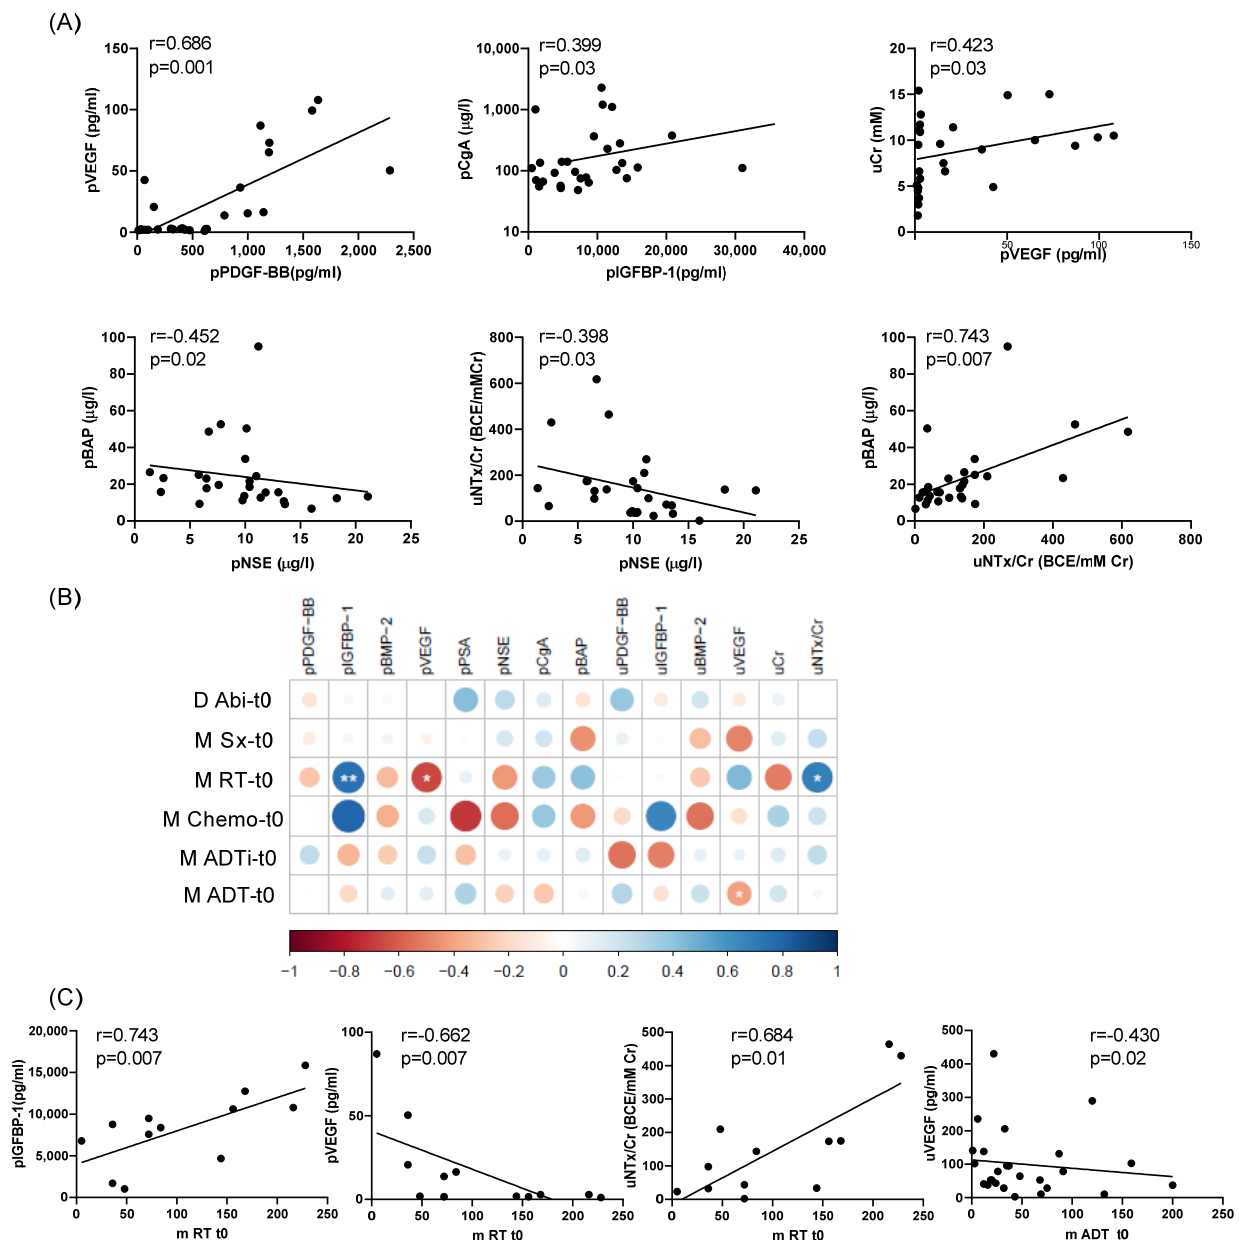 (A)
r=0.686
p=0.001
150
100
50
0
pVEGF (pg/ml)
0
500
1,000
1,500
2,000
2,500
pPDGF-BB(pg/ml)
r=0.399
p=0.03
10,000
1,000
100
10
pCgA (µg/l)
0
10,000
20,000
30,000
40,000
pIGFBP-1(pg/ml)
r=0.423
p=0.03
20
15
10
5
0
uCr (mM)
50
100
150
pVEGF (pg/ml)
r=-0.452
p=0.02
100
80
60
40
20
0
pBAP (µg/l)
0
5
10
15
20
25
pNSE (µg/l)
r=-0.398
p=0.03
800
600
400
200
0
uNTx/Cr (BCE/mMCr)
0
5
10
15
20
25
pNSE (µg/l)
r=0.743
p=0.007
100
80
60
40
20
0
pBAP (µg/l)
0
200
400
600
800
uNTx/Cr (BCE/mM Cr)
(B)
pPDGF−BB
pIGFBP−1
pBMP−2
pVEGF
pPSA
pNSE
pCgA
pBAP
uPDGF−BB
uIGFBP−1
uBMP−2
uVEGF
uCr
uNTx/Cr
D Abi-t0
M Sx-t0
M RT-t0
**
*
*
M Chemo-t0
M ADTi-t0
M ADT-t0
*
−1
−0.8
−0.6
−0.4
−0.2
0
0.2
0.4
0.6
0.8
1
(C)
r=0.743
p=0.007
20,000
15,000
10,000
5,000
0
pIGFBP-1(pg/ml)
0
50
100
150
200
250
m RT t0
r=-0.662
p=0.007
100
50
0
pVEGF (pg/ml)
0
50
100
150
200
250
m RT t0
r=0.684
p=0.01
500
400
300
200
100
0
uNTx/Cr (BCE/mM Cr)
0
50
100
150
200
250
m RT t0
r=-0.430
p=0.02
500
400
300
200
100
0
uVEGF (pg/ml)
0
50
100
150
200
250
m ADT t0